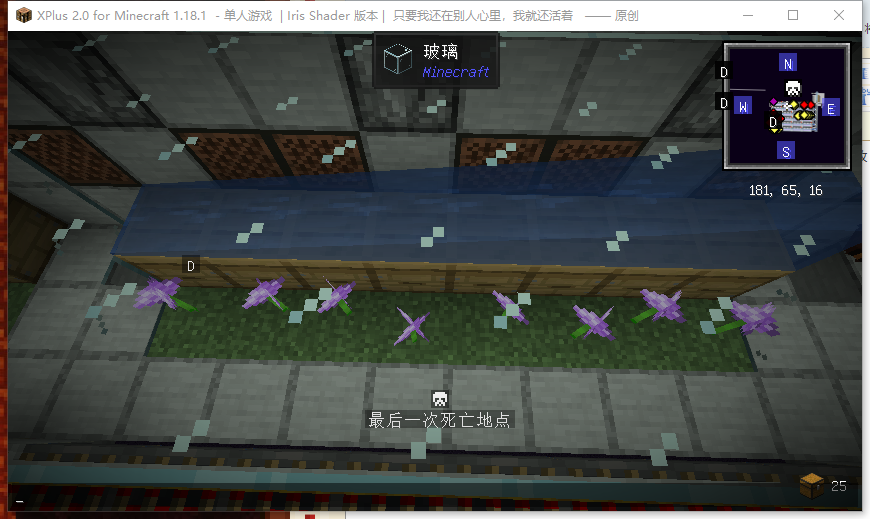 XPlus 2.0 for Minecraft 1.18.1 - 单人游戏 | Iris Shader 版本 | 只要我还在别人心里，我就还活着 —— 原创
玻璃
Minecraft
N
D
D
W
E
D
S
181, 65, 16
D
最后一次死亡地点
25